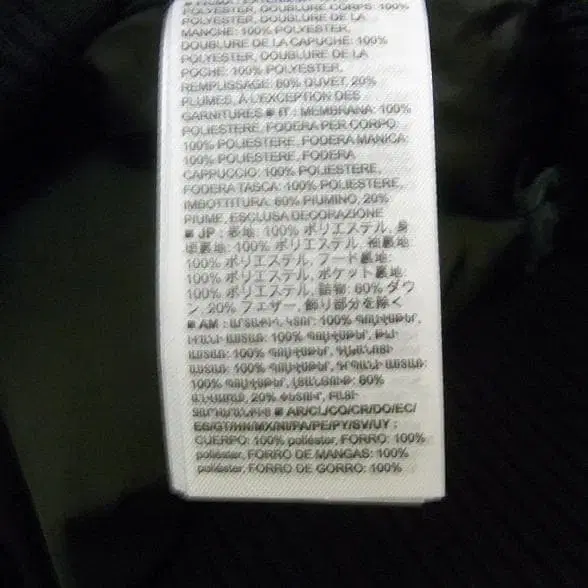 POLYESTER, DOUBLURE CORPS: 100%
POLYESTER, DOUBLURE DE LA
MANCHE: 100% POLYESTER,
DOUBLURE DE LA CAPUCHE: 100%
POLYESTER, DOUBLURE DE LA
POCHE: 100% POLYESTER,
REMPLISSAGE: 80% DUVET, 20%
PLUMES, A L'EXCEPTION DES
GARNITURES ■ IT : MEMBRANA: 100%
POLIESTERE, FODERA PER CORPO:
100% POLIESTERE, FODERA MANICA:
100% POLIESTERE, FODERA
CAPPUCCIO: 100% POLIESTERE,
FODERA TASCA: 100% POLIESTERE,
IMBOTTITURA: 80% PIUMINO, 20%
PIUME, ESCLUSA DECORAZIONE
■ JP : 表地: 100% ポリエステル, 身
頃裏地: 100% ポリエステル, 袖裏地:
100% ポリエステル, フード裏地:
100% ポリエステル, ポケット裏地:
100% ポリエステル, 詰物: 80% ダウ
ン, 20% フェザー, 飾り部分を除く
■ AM : 100%
100%
100%
100% 80%
20%
■ AR/CL/CO/CR/DO/EC/
ES/GT/HN/MX/NI/PA/PE/PY/SV/UY :
CUERPO: 100% poliéster, FORRO: 100%
poliéster, FORRO DE MANGAS: 100%
poliéster, FORRO DE GORRO: 100%